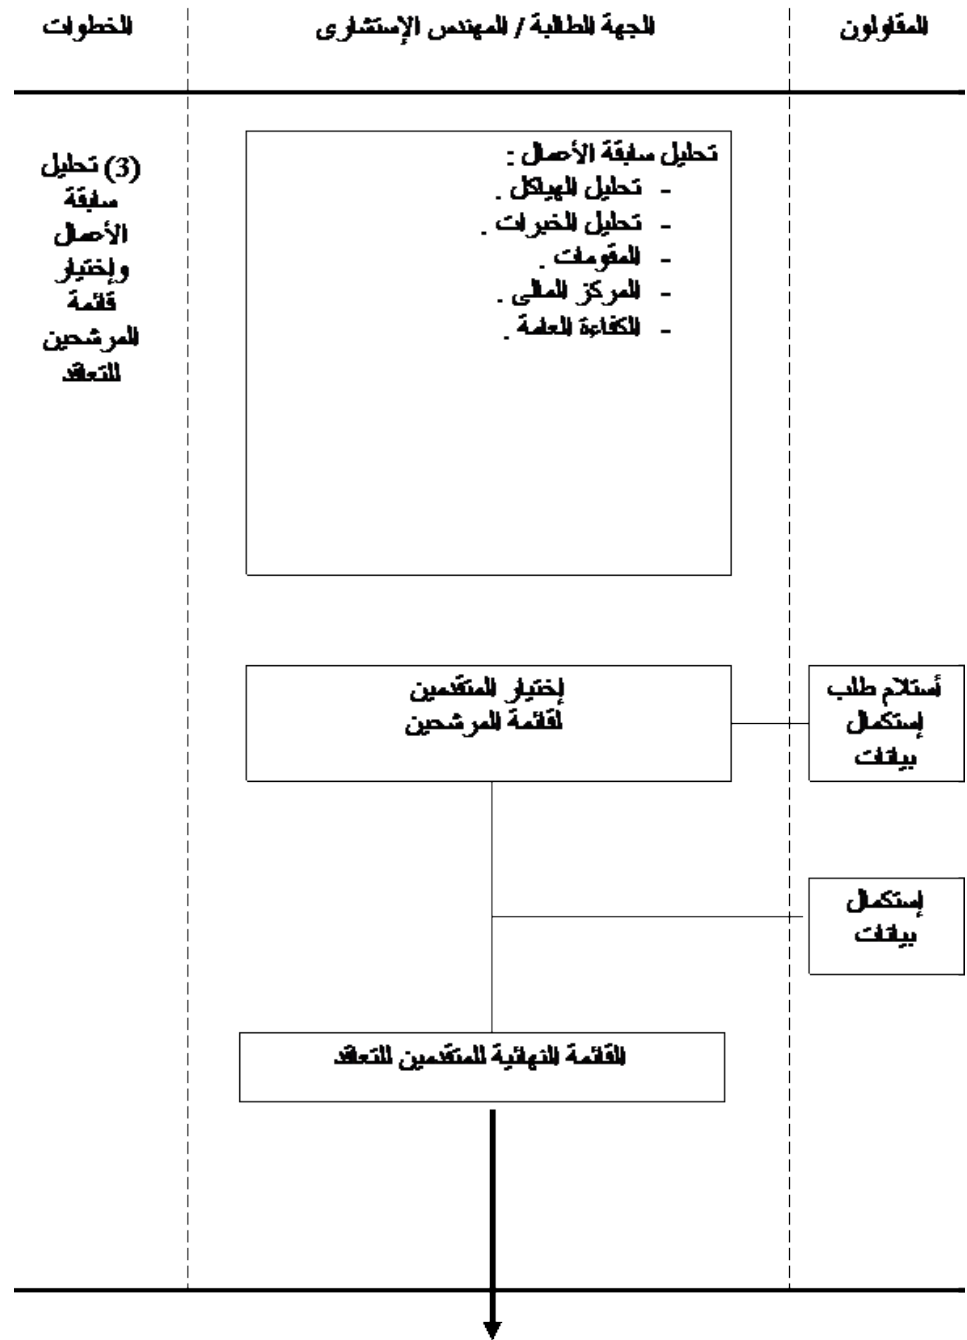 المقاولون
الجهة الطالبة / المهندس الإستشارى
الخطوات
تحليل سابقة الأعمال :
- تحليل الهياكل .
- تحليل الخبرات .
- المقومات .
- المركز المالى .
- الكفاءة العامة .
(3) تحليل
سابقة
الأعمال
وإختيار
قائمة
المرشحين
للتعاقد
أستلام طلب
إستكمال
بيانات
إختيار المتقدمين
لقائمة المرشحين
إستكمال
بيانات
القائمة النهائية للمتقدمين للتعاقد